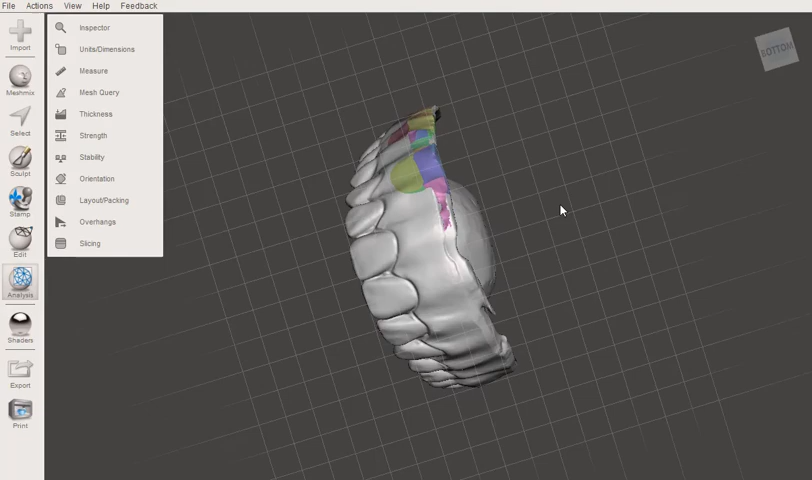 File Actions View Help Feedback
Import
Meshmix
Select
Sculpt
Stamp
Edit
Analysis
Shaders
Export
Print
Inspector
Units/Dimensions
Measure
Mesh Query
Thickness
Strength
Stability
Orientation
Layout/Packing
Overhangs
Slicing
BOTTOM